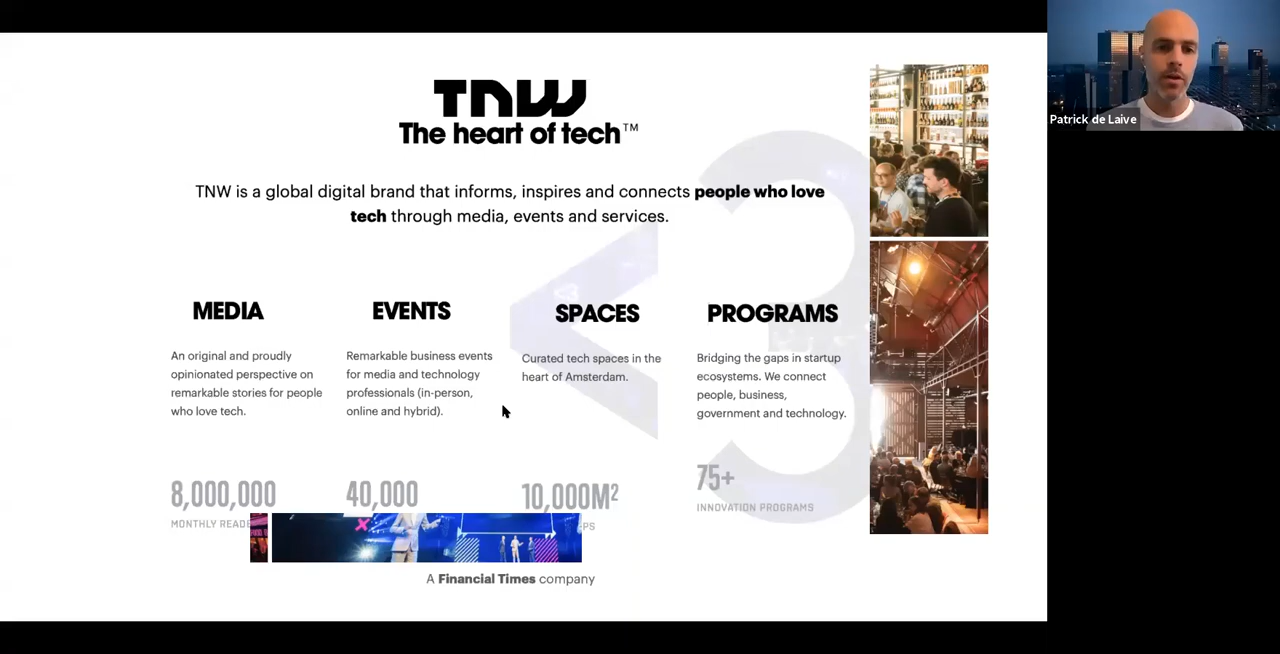 TNW
The heart of tech™
TNW is a global digital brand that informs, inspires and connects people who love
tech through media, events and services.
MEDIA
An original and proudly
opinionated perspective on
remarkable stories for people
who love tech.
8,000,000
MONTHLY
EVENTS
Remarkable business events
for media and technology
professionals (in-person,
online and hybrid).
40,000
SPACES
Curated tech spaces in the
heart of Amsterdam.
10,000M²
PROGRAMS
Bridging the gaps in startup
ecosystems. We connect
people, business,
government and technology.
75+
INNOVATION PROGRAMS
A Financial Times company
Patrick de Laive